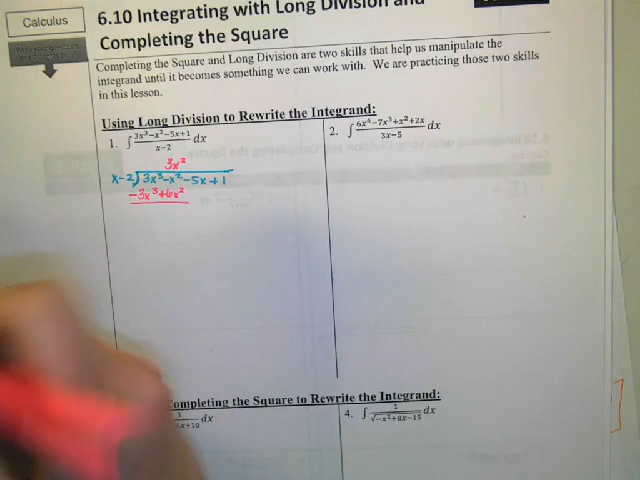 Calculus
6.10 Integrating with Long Division and
Completing the Square
Completing the Square and Long Division are two skills that help us manipulate the
integrand until it becomes something we can work with. We are practicing those two skills
in this lesson.
Using Long Division to Rewrite the Integrand:
1. ∫ (3x³−x²−5x+1)/(x−2) dx
2. ∫ (6x⁴−7x³+x²+2x)/(3x−5) dx
3x²
x-2)3x³-x²-5x+1
-3x³+6x²
Completing the Square to Rewrite the Integrand:
dx
4. ∫ 1/√(−x²+8x−15) dx